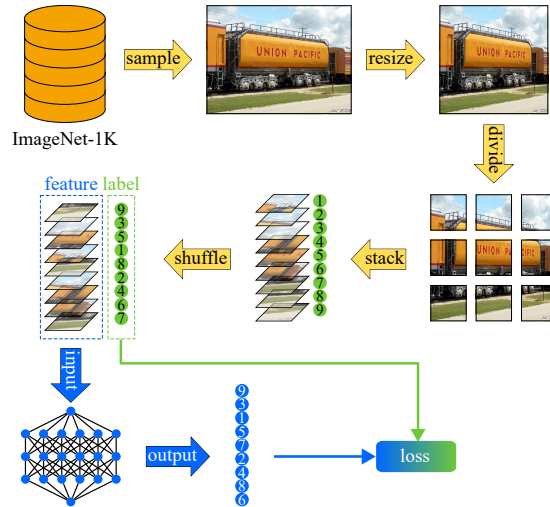 sample
UNION PACIFIC
resize
UNION PACIFIC
ImageNet-1K
divide
feature label
9
3
5
1
8
2
4
6
7
shuffle
1
2
3
4
5
6
7
8
9
stack
UNION PACIFIC
input
output
9
3
1
5
7
2
4
8
6
loss